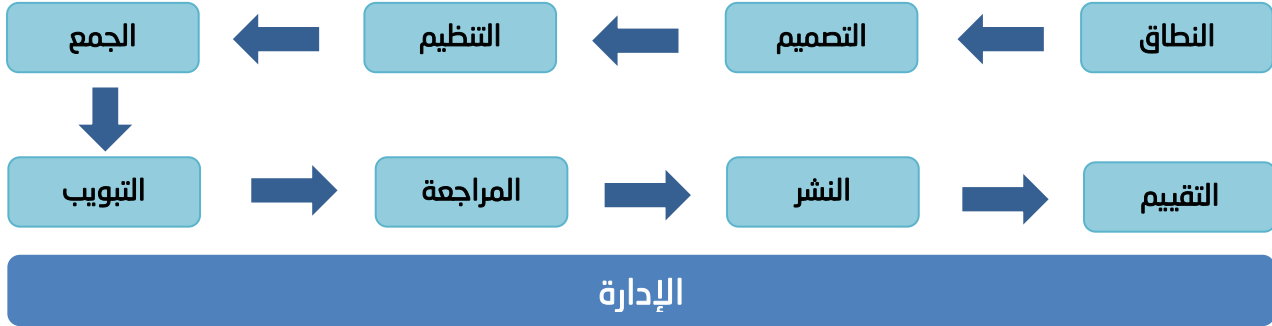 النطاق
التصميم
التنظيم
الجمع
التبويب
المراجعة
النشر
التقييم
الإدارة